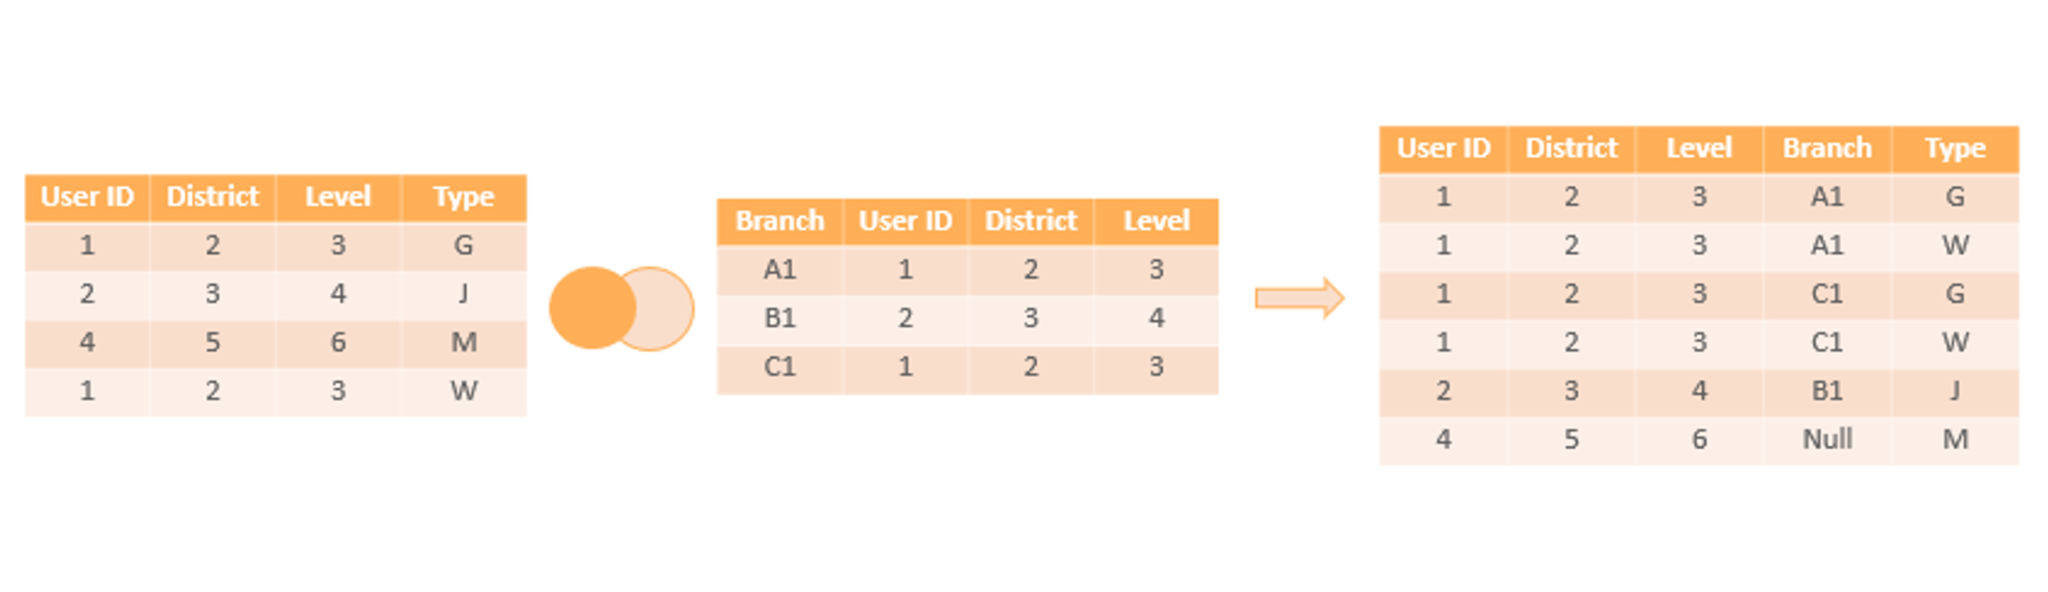 User ID District Level Type
1 2 3 G
2 3 4 J
4 5 6 M
1 2 3 W
Branch User ID District Level
A1 1 2 3
B1 2 3 4
C1 1 2 3
User ID District Level Branch Type
1 2 3 A1 G
1 2 3 A1 W
1 2 3 C1 G
1 2 3 C1 W
2 3 4 B1 J
4 5 6 Null M